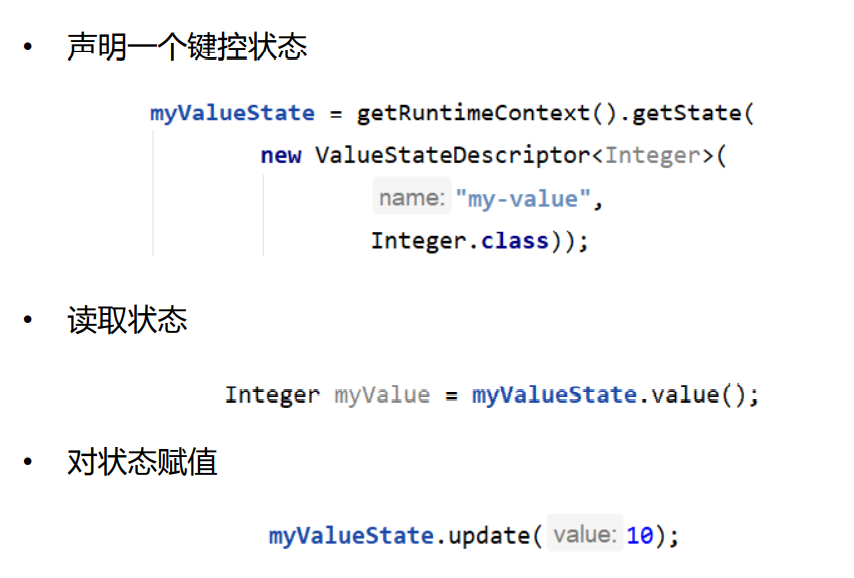 • 声明一个键控状态
myValueState = getRuntimeContext().getState(
new ValueStateDescriptor<Integer>(
name: "my-value",
Integer.class));
• 读取状态
Integer myValue = myValueState.value();
• 对状态赋值
myValueState.update( value: 10);